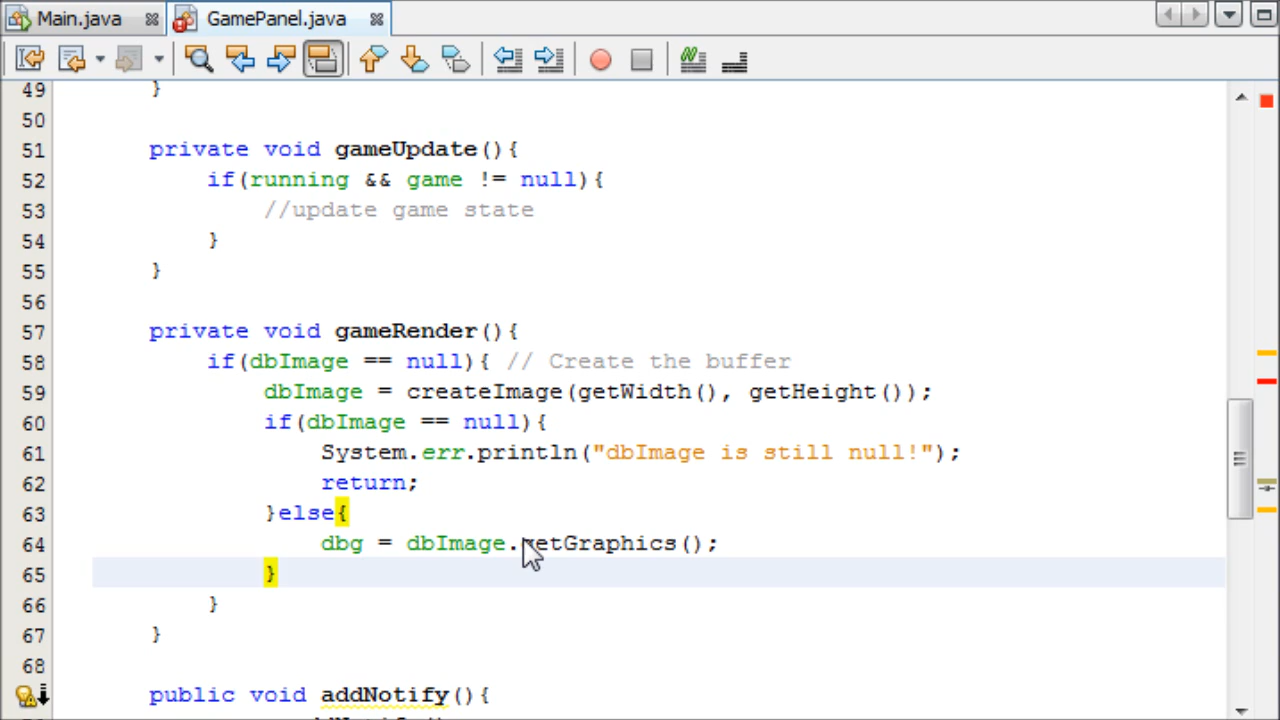 Main.java GamePanel.java
49 }
50
51 private void gameUpdate(){
52 if(running && game != null){
53 //update game state
54 }
55 }
56
57 private void gameRender(){
58 if(dbImage == null){ // Create the buffer
59 dbImage = createImage(getWidth(), getHeight());
60 if(dbImage == null){
61 System.err.println("dbImage is still null!");
62 return;
63 }else{
64 dbg = dbImage.getGraphics();
65 }
66 }
67 }
68
public void addNotify(){